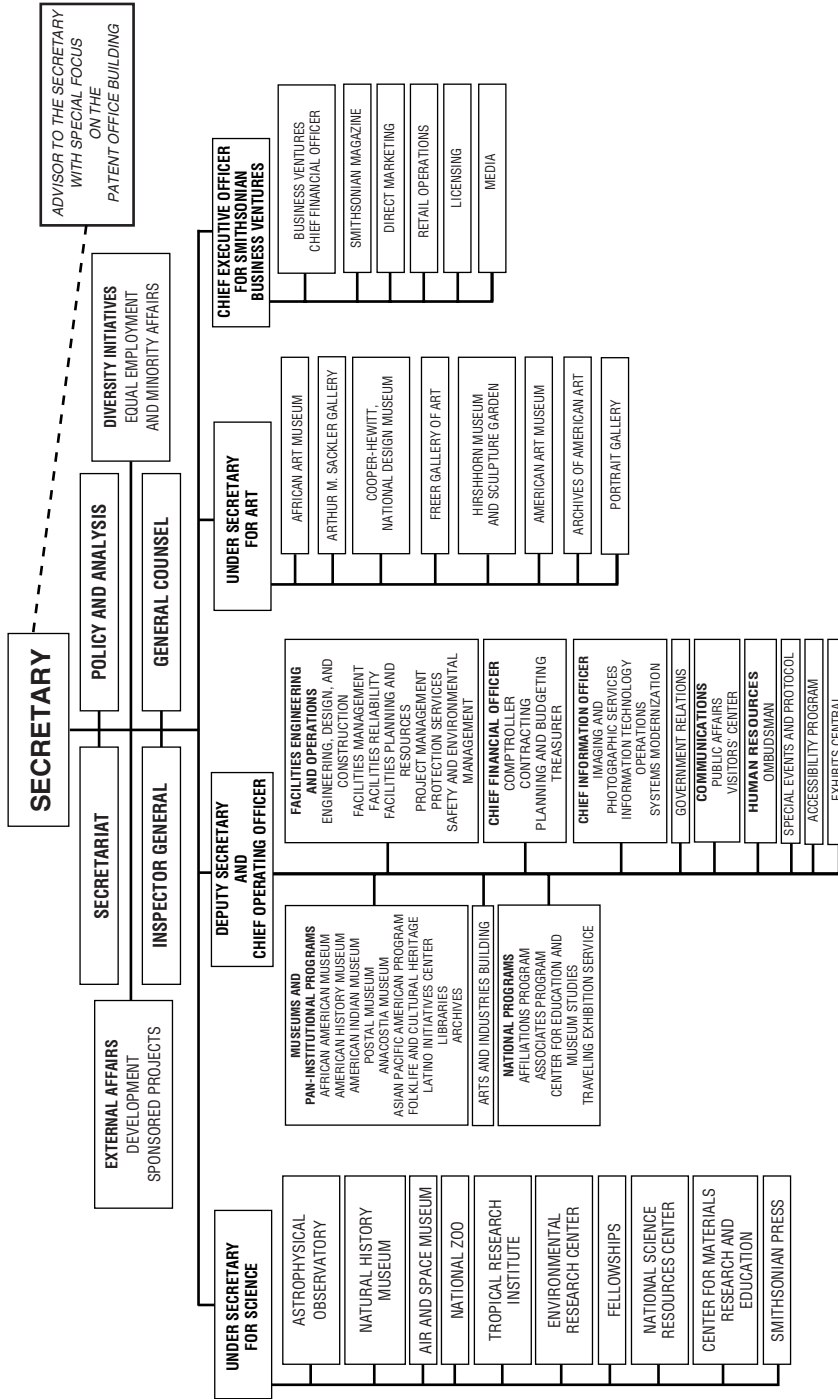 SECRETARY
ADVISOR TO THE SECRETARY
WITH SPECIAL FOCUS
ON THE
PATENT OFFICE BUILDING
SECRETARIAT
POLICY AND ANALYSIS
INSPECTOR GENERAL
GENERAL COUNSEL
EXTERNAL AFFAIRS
DEVELOPMENT
SPONSORED PROJECTS
DIVERSITY INITIATIVES
EQUAL EMPLOYMENT
AND MINORITY AFFAIRS
UNDER SECRETARY
FOR SCIENCE
ASTROPHYSICAL
OBSERVATORY
NATURAL HISTORY
MUSEUM
AIR AND SPACE MUSEUM
NATIONAL ZOO
TROPICAL RESEARCH
INSTITUTE
ENVIRONMENTAL
RESEARCH CENTER
FELLOWSHIPS
NATIONAL SCIENCE
RESOURCES CENTER
CENTER FOR MATERIALS
RESEARCH AND
EDUCATION
SMITHSONIAN PRESS
DEPUTY SECRETARY
AND
CHIEF OPERATING OFFICER
MUSEUMS AND
PAN-INSTITUTIONAL PROGRAMS
AFRICAN AMERICAN MUSEUM
AMERICAN HISTORY MUSEUM
AMERICAN INDIAN MUSEUM
POSTAL MUSEUM
ANACOSTIA MUSEUM
ASIAN PACIFIC AMERICAN PROGRAM
FOLKLIFE AND CULTURAL HERITAGE
LATINO INITIATIVES CENTER
LIBRARIES
ARCHIVES
ARTS AND INDUSTRIES BUILDING
NATIONAL PROGRAMS
AFFILIATIONS PROGRAM
ASSOCIATES PROGRAM
CENTER FOR EDUCATION AND
MUSEUM STUDIES
TRAVELING EXHIBITION SERVICE
FACILITIES ENGINEERING
AND OPERATIONS
ENGINEERING, DESIGN, AND
CONSTRUCTION
FACILITIES MANAGEMENT
FACILITIES RELIABILITY
FACILITIES PLANNING AND
RESOURCES
PROJECT MANAGEMENT
PROTECTION SERVICES
SAFETY AND ENVIRONMENTAL
MANAGEMENT
CHIEF FINANCIAL OFFICER
COMPTROLLER
CONTRACTING
PLANNING AND BUDGETING
TREASURER
CHIEF INFORMATION OFFICER
IMAGING AND
PHOTOGRAPHIC SERVICES
INFORMATION TECHNOLOGY
OPERATIONS
SYSTEMS MODERNIZATION
GOVERNMENT RELATIONS
COMMUNICATIONS
PUBLIC AFFAIRS
VISITORS' CENTER
HUMAN RESOURCES
OMBUDSMAN
SPECIAL EVENTS AND PROTOCOL
ACCESSIBILITY PROGRAM
EXHIBITS CENTRAL
UNDER SECRETARY
FOR ART
AFRICAN ART MUSEUM
ARTHUR M. SACKLER GALLERY
COOPER-HEWITT,
NATIONAL DESIGN MUSEUM
FREER GALLERY OF ART
HIRSHHORN MUSEUM
AND SCULPTURE GARDEN
AMERICAN ART MUSEUM
ARCHIVES OF AMERICAN ART
PORTRAIT GALLERY
CHIEF EXECUTIVE OFFICER
FOR SMITHSONIAN
BUSINESS VENTURES
BUSINESS VENTURES
CHIEF FINANCIAL OFFICER
SMITHSONIAN MAGAZINE
DIRECT MARKETING
RETAIL OPERATIONS
LICENSING
MEDIA